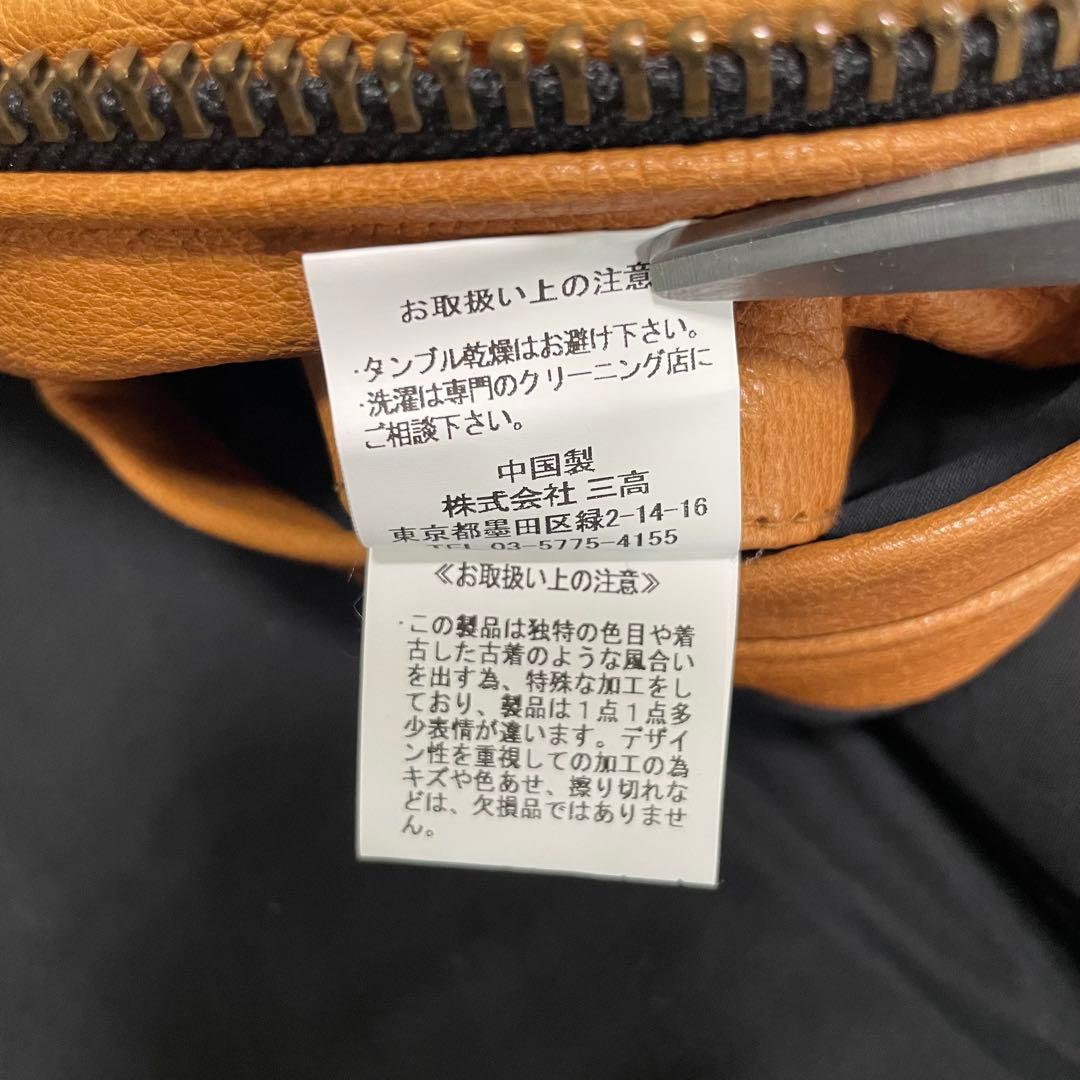 お取扱い上の注意
・タンブル乾燥はお避け下さい。
・洗濯は専門のクリーニング店に
ご相談下さい。
中国製
株式会社 三高
東京都墨田区緑2-14-16
TEL 03-5775-4155
≪お取扱い上の注意≫
・この製品は独特の色目や着
古した古着のような風合い
を出す為、特殊な加工をし
ており、製品は１点１点多
少表情が違います。デザイ
ン性を重視しての加工の為
キズや色あせ、擦り切れな
どは、欠損品ではありませ
ん。